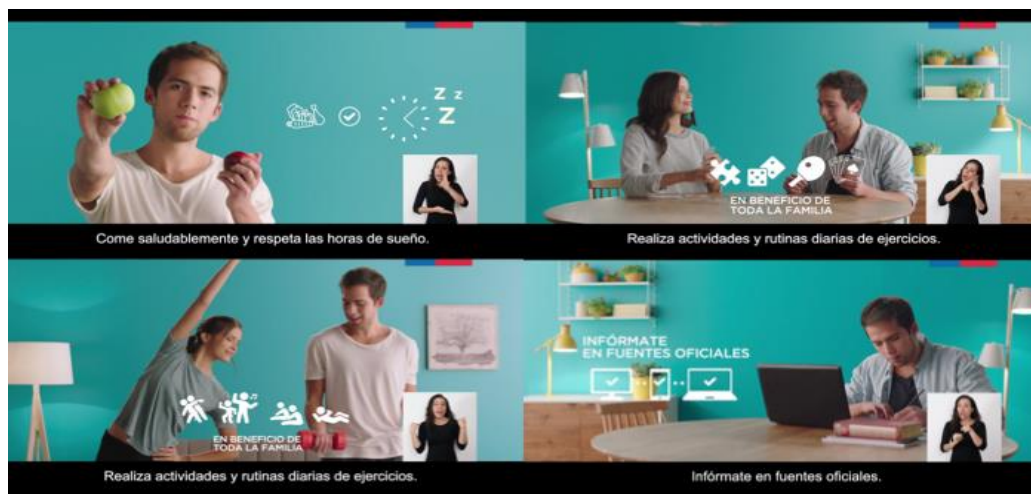 z
Z
Z
Come saludablemente y respeta las horas de sueño.
EN BENEFICIO DE
TODA LA FAMILIA
Realiza actividades y rutinas diarias de ejercicios.
EN BENEFICIO DE
TODA LA FAMILIA
Realiza actividades y rutinas diarias de ejercicios.
INFÓRMATE
EN FUENTES OFICIALES
Infórmate en fuentes oficiales.